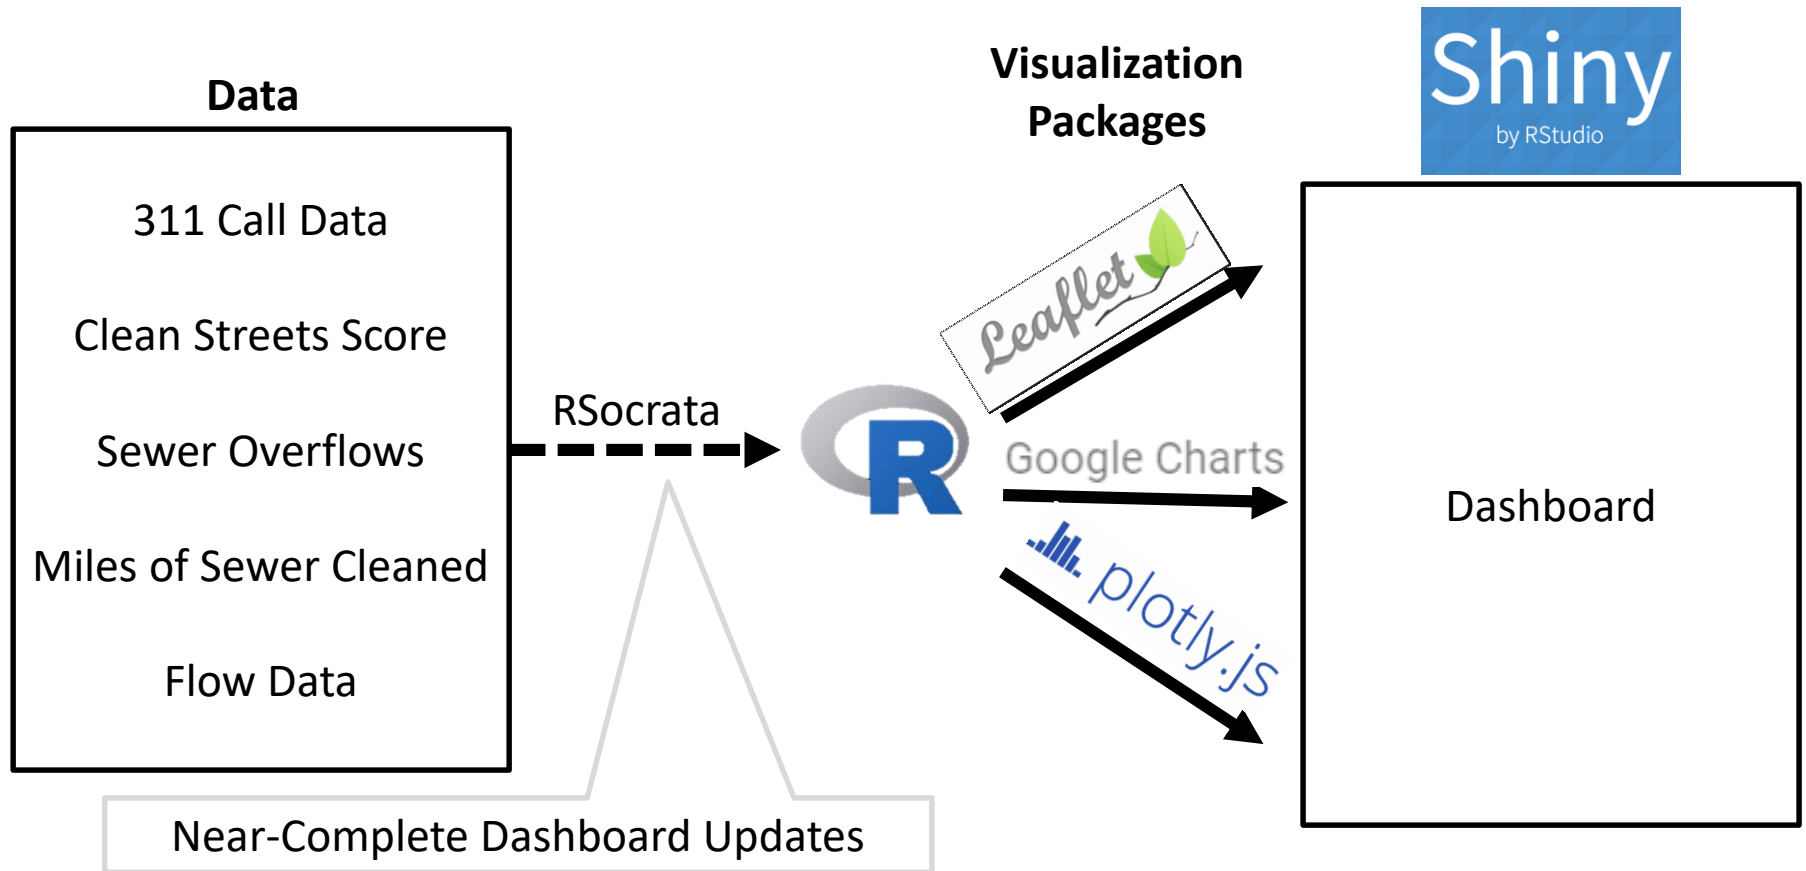 Data
311 Call Data
Clean Streets Score
Sewer Overflows
Miles of Sewer Cleaned
Flow Data
RSocrata
Near-Complete Dashboard Updates
R
Visualization
Packages
Leaflet
Google Charts
plotly.js
Shiny
by RStudio
Dashboard